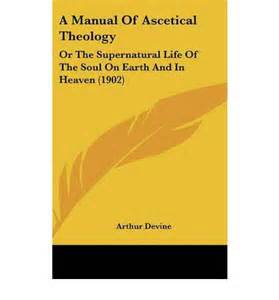 A Manual Of Ascetical
Theology
Or The Supernatural Life Of
The Soul On Earth And In
Heaven (1902)
Arthur Devine